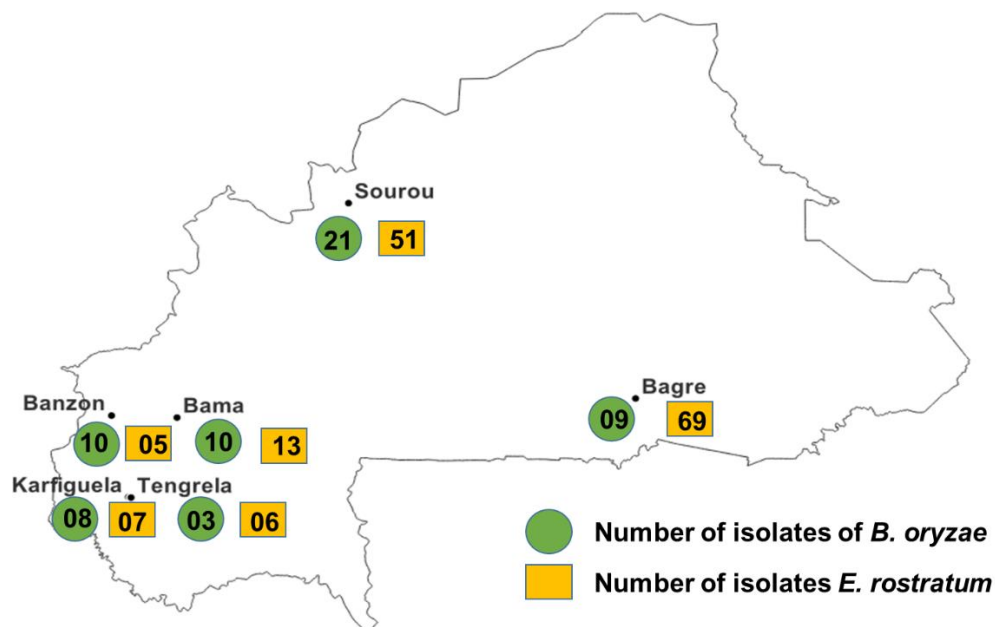 Sourou
21 51
Bagre
09 69
Banzon Bama
10 05 10 13
Karfiguela Tengrela
08 07 03 06
Number of isolates of B. oryzae
Number of isolates E. rostratum